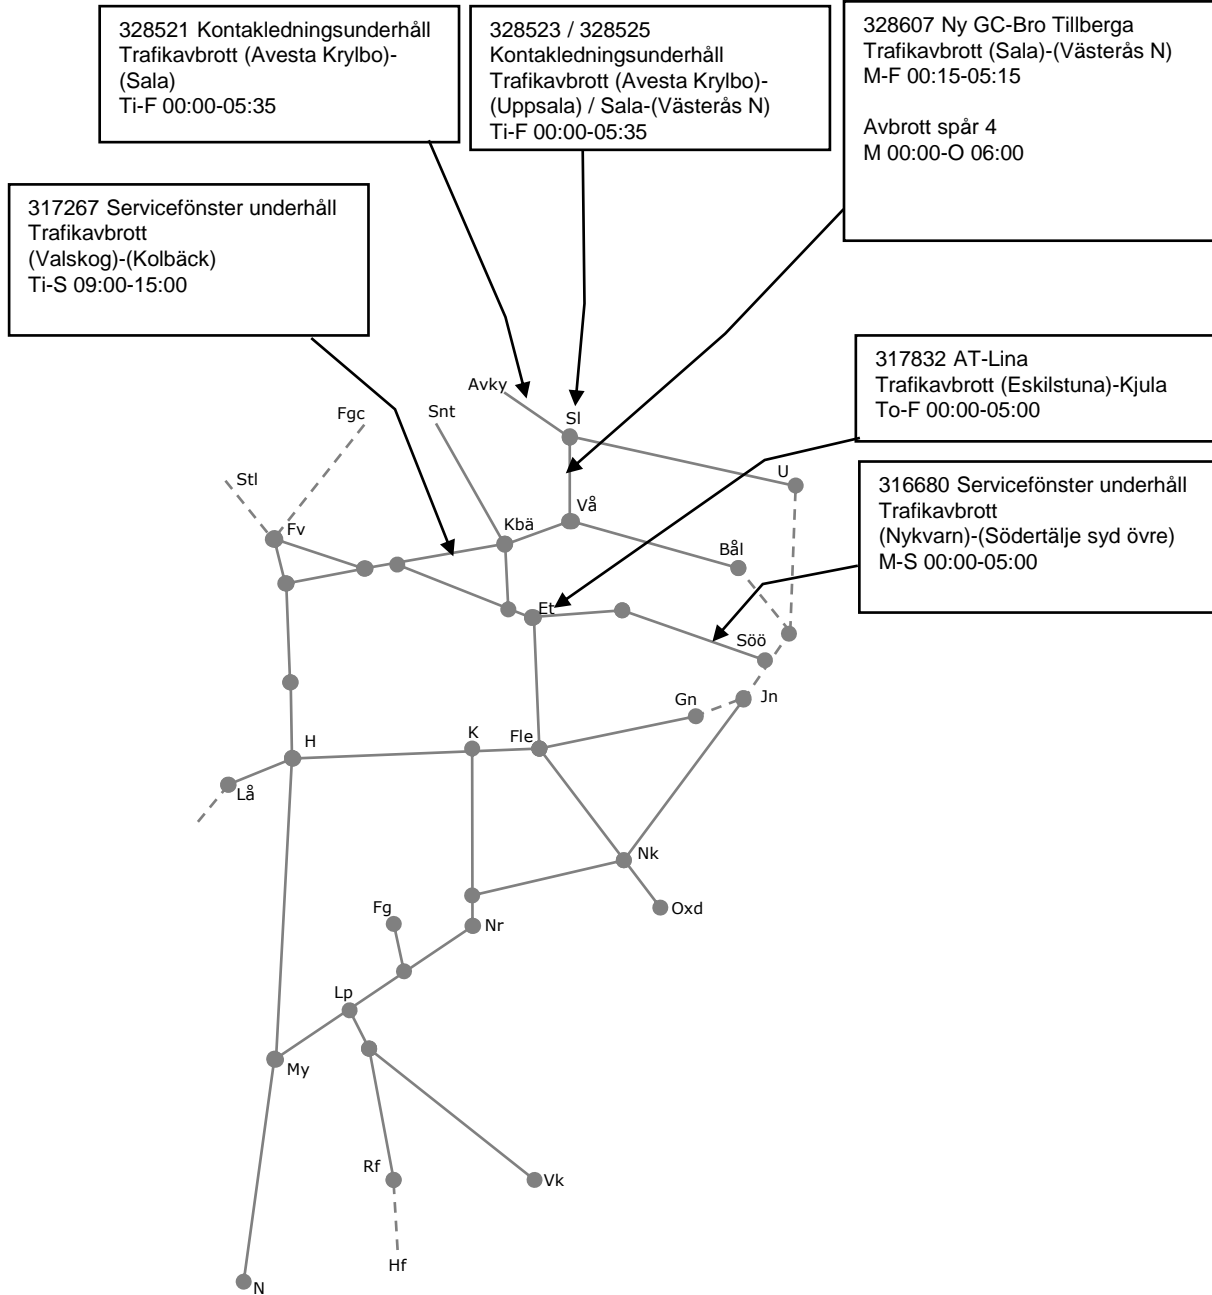 328521 Kontakledningsunderhåll
Trafikavbrott (Avesta Krylbo)-
(Sala)
Ti-F 00:00-05:35
328523 / 328525
Kontakledningsunderhåll
Trafikavbrott (Avesta Krylbo)-
(Uppsala) / Sala-(Västerås N)
Ti-F 00:00-05:35
328607 Ny GC-Bro Tillberga
Trafikavbrott (Sala)-(Västerås N)
M-F 00:15-05:15
Avbrott spår 4
M 00:00-O 06:00
317267 Servicefönster underhåll
Trafikavbrott
(Valskog)-(Kolbäck)
Ti-S 09:00-15:00
317832 AT-Lina
Trafikavbrott (Eskilstuna)-Kjula
To-F 00:00-05:00
316680 Servicefönster underhåll
Trafikavbrott
(Nykvarn)-(Södertälje syd övre)
M-S 00:00-05:00
Avky
Fgc
Snt
Sl
Stl
U
Vå
Fv
Kbä
Bål
Et
Söö
Gn
Jn
H
K
Fle
Lå
Nk
Fg
Oxd
Nr
Lp
My
Rf
Vk
Hf
N